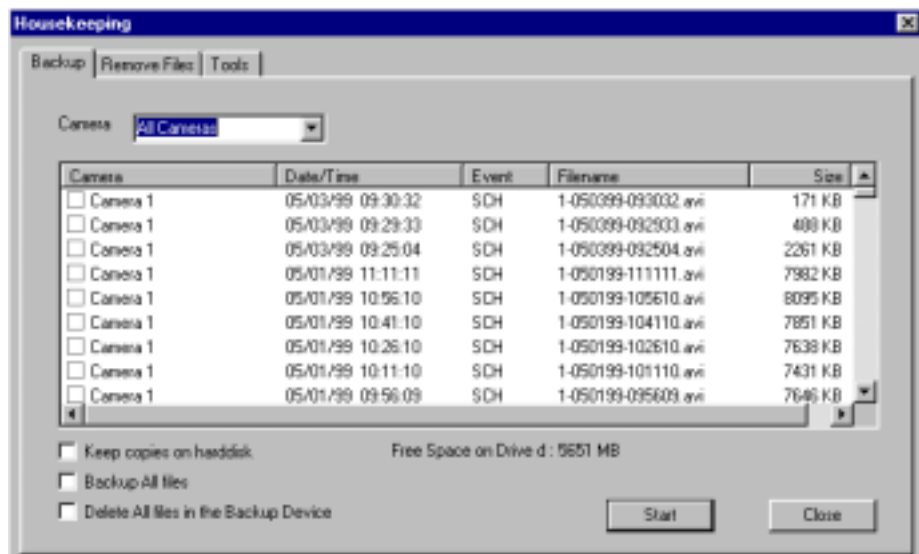 Housekeeping
Backup Remove Files Tools
Camera All Cameras
Camera Date/Time Event Filename Size
Camera 1 05/03/99 09:30:32 SCH 1-050399-093032.avi 171 KB
Camera 1 05/03/99 09:29:33 SCH 1-050399-092933.avi 488 KB
Camera 1 05/03/99 09:25:04 SCH 1-050399-092504.avi 2261 KB
Camera 1 05/01/99 11:11:11 SCH 1-050199-111111.avi 7982 KB
Camera 1 05/01/99 10:56:10 SCH 1-050199-105610.avi 8095 KB
Camera 1 05/01/99 10:41:10 SCH 1-050199-104110.avi 7851 KB
Camera 1 05/01/99 10:26:10 SCH 1-050199-102610.avi 7638 KB
Camera 1 05/01/99 10:11:10 SCH 1-050199-101110.avi 7431 KB
Camera 1 05/01/99 09:56:09 SCH 1-050199-095609.avi 7646 KB
Keep copies on harddisk Free Space on Drive d : 5651 MB
Backup All files
Delete All files in the Backup Device
Start Close